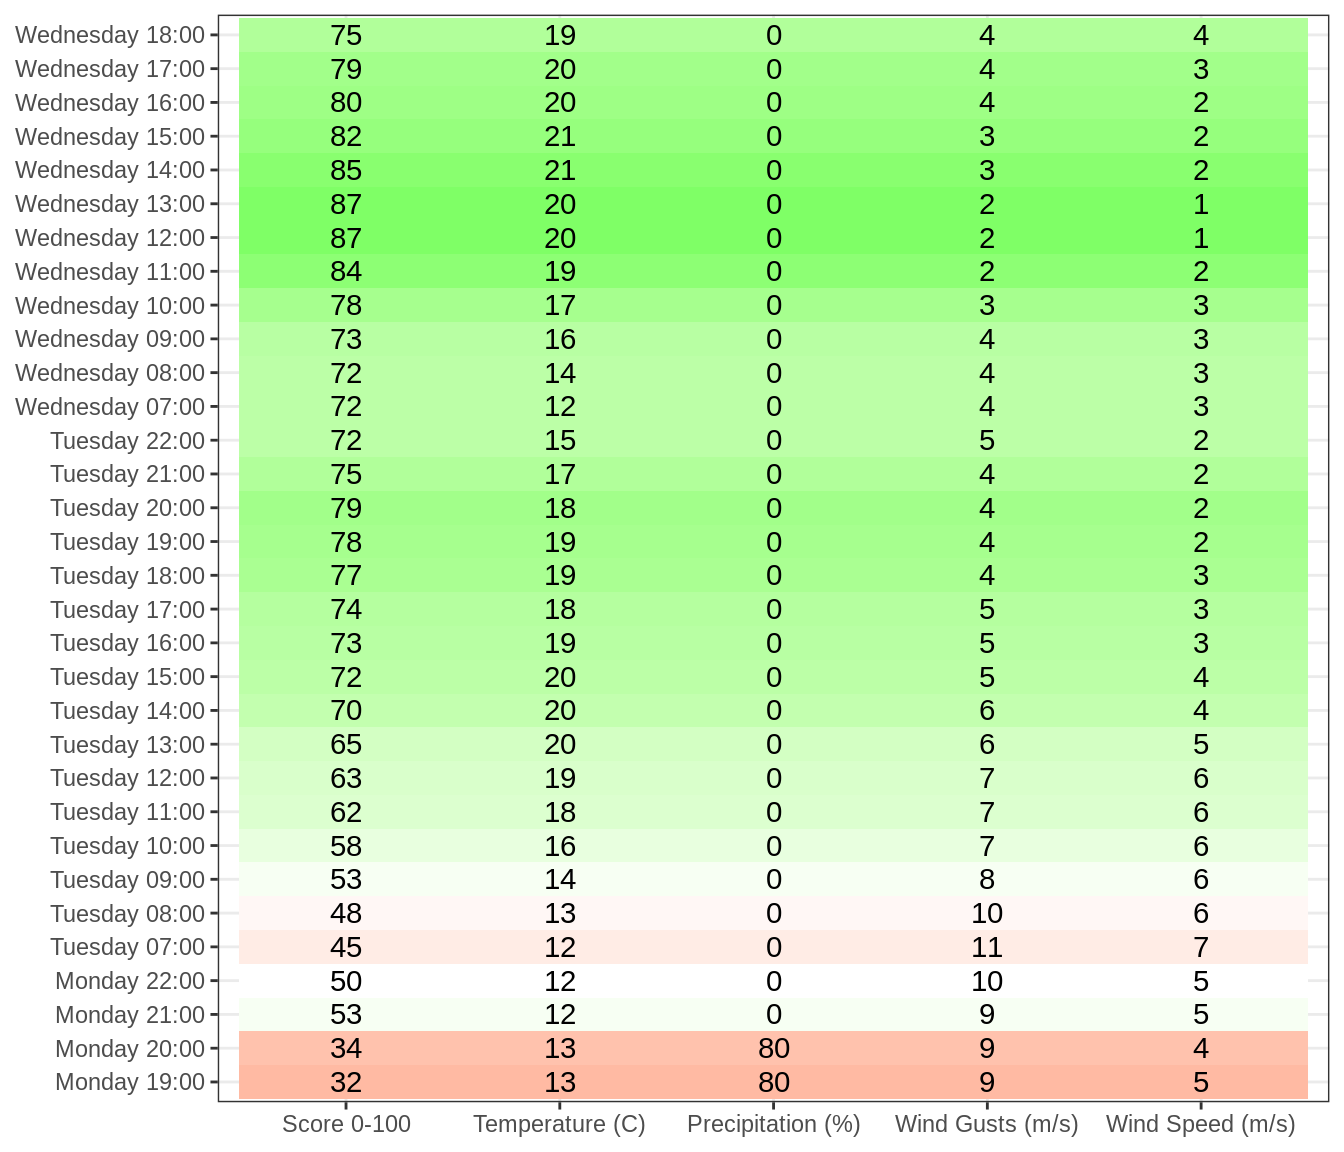 Wednesday 18:00 75 19 0 4 4
Wednesday 17:00 79 20 0 4 3
Wednesday 16:00 80 20 0 4 2
Wednesday 15:00 82 21 0 3 2
Wednesday 14:00 85 21 0 3 2
Wednesday 13:00 87 20 0 2 1
Wednesday 12:00 87 20 0 2 1
Wednesday 11:00 84 19 0 2 2
Wednesday 10:00 78 17 0 3 3
Wednesday 09:00 73 16 0 4 3
Wednesday 08:00 72 14 0 4 3
Wednesday 07:00 72 12 0 4 3
Tuesday 22:00 72 15 0 5 2
Tuesday 21:00 75 17 0 4 2
Tuesday 20:00 79 18 0 4 2
Tuesday 19:00 78 19 0 4 2
Tuesday 18:00 77 19 0 4 3
Tuesday 17:00 74 18 0 5 3
Tuesday 16:00 73 19 0 5 3
Tuesday 15:00 72 20 0 5 4
Tuesday 14:00 70 20 0 6 4
Tuesday 13:00 65 20 0 6 5
Tuesday 12:00 63 19 0 7 6
Tuesday 11:00 62 18 0 7 6
Tuesday 10:00 58 16 0 7 6
Tuesday 09:00 53 14 0 8 6
Tuesday 08:00 48 13 0 10 6
Tuesday 07:00 45 12 0 11 7
Monday 22:00 50 12 0 10 5
Monday 21:00 53 12 0 9 5
Monday 20:00 34 13 80 9 4
Monday 19:00 32 13 80 9 5
Score 0-100 Temperature (C) Precipitation (%) Wind Gusts (m/s) Wind Speed (m/s)